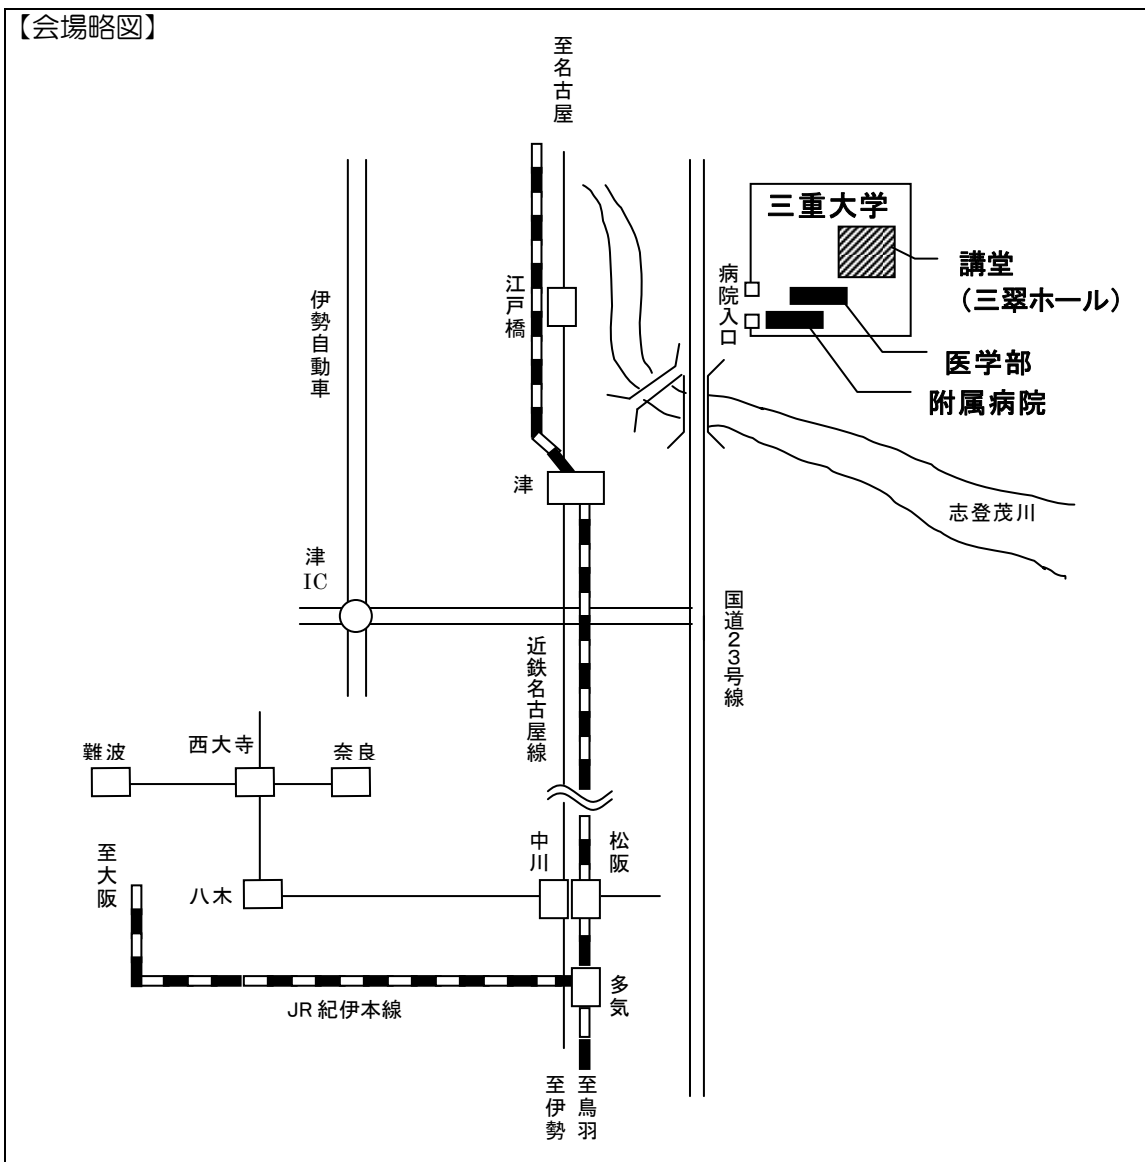 【会場略図】
至名古屋
三重大学
講堂
（三翠ホール）
病院入口
江戸橋
伊勢自動車
医学部
附属病院
津
志登茂川
津
IC
国道２３号線
近鉄名古屋線
難波
西大寺
奈良
中川
松阪
至大阪
八木
多気
JR 紀伊本線
至伊勢
至鳥羽